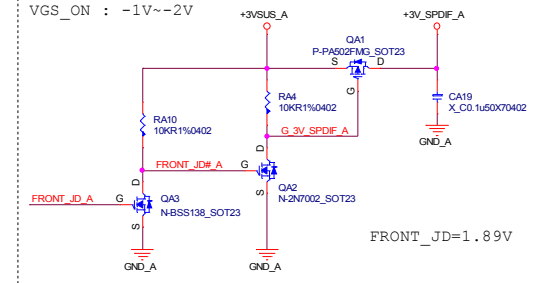 VGS_ON : -1V~-2V
+3VSUS_A
+3V_SPDIF_A
QA1
P-PA502FMG_SOT23
S
D
G
RA4
10KR1%0402
CA19
X_C0.1u50X70402
RA10
10KR1%0402
G_3V_SPDIF_A
GND_A
D
FRONT_JD#_A
G
QA2
N-2N7002_SOT23
S
D
FRONT_JD_A
G
QA3
N-BSS138_SOT23
S
FRONT_JD=1.89V
GND_A
GND_A